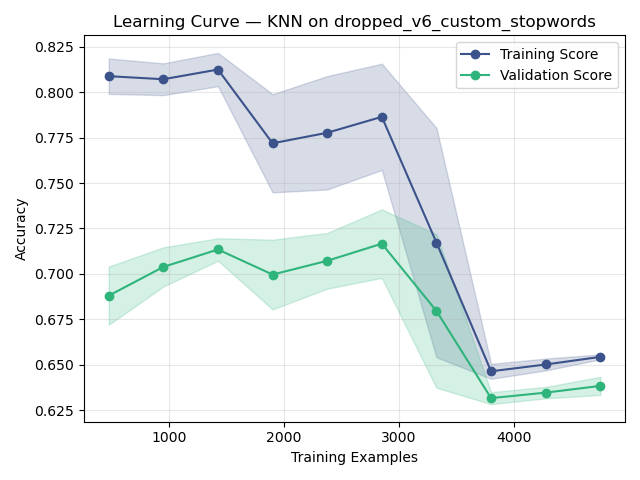 Learning Curve — KNN on dropped_v6_custom_stopwords
Training Score
Validation Score
Accuracy
0.825
0.800
0.775
0.750
0.725
0.700
0.675
0.650
0.625
1000 2000 3000 4000
Training Examples